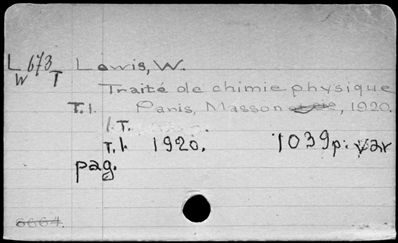 L 673 Lewis, W.
W T
Traité de chimie physique
T.1. Paris, Masson, 1920.
1.T.
T.1. 1920. 1039p. var
pag.
6664.